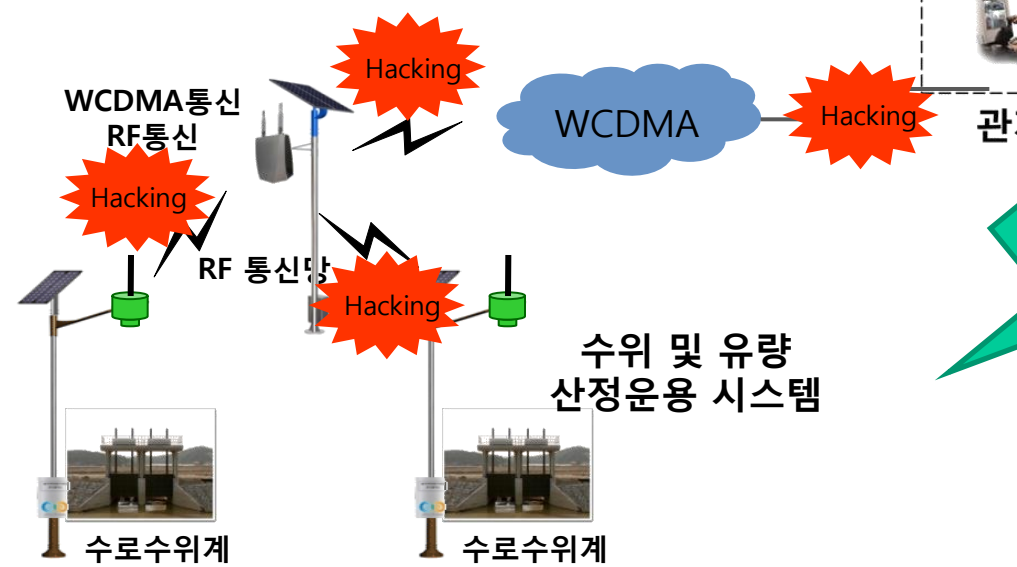 Hacking
WCDMA통신
RF통신
WCDMA
Hacking
Hacking
RF 통신망
Hacking
수위 및 유량
산정운용 시스템
수로수위계
수로수위계